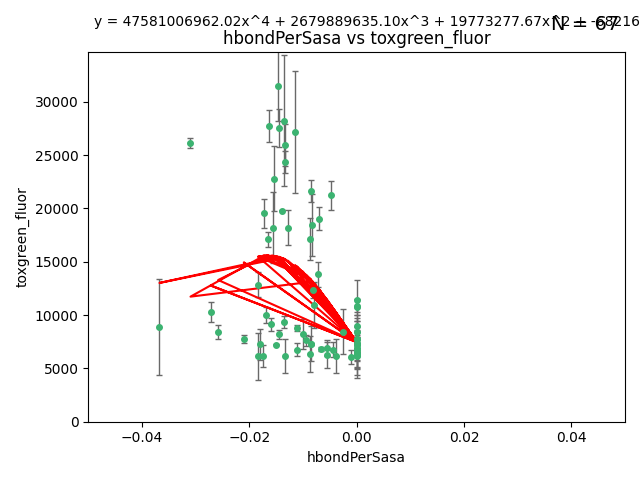 y = 47581006962.02x^4 + 2679889635.10x^3 + 19773277.67x^2 + -68216
N = 67
hbondPerSasa vs toxgreen_fluor
30000
25000
20000
15000
10000
5000
0
toxgreen_fluor
−0.04 −0.02 0.00 0.02 0.04
hbondPerSasa